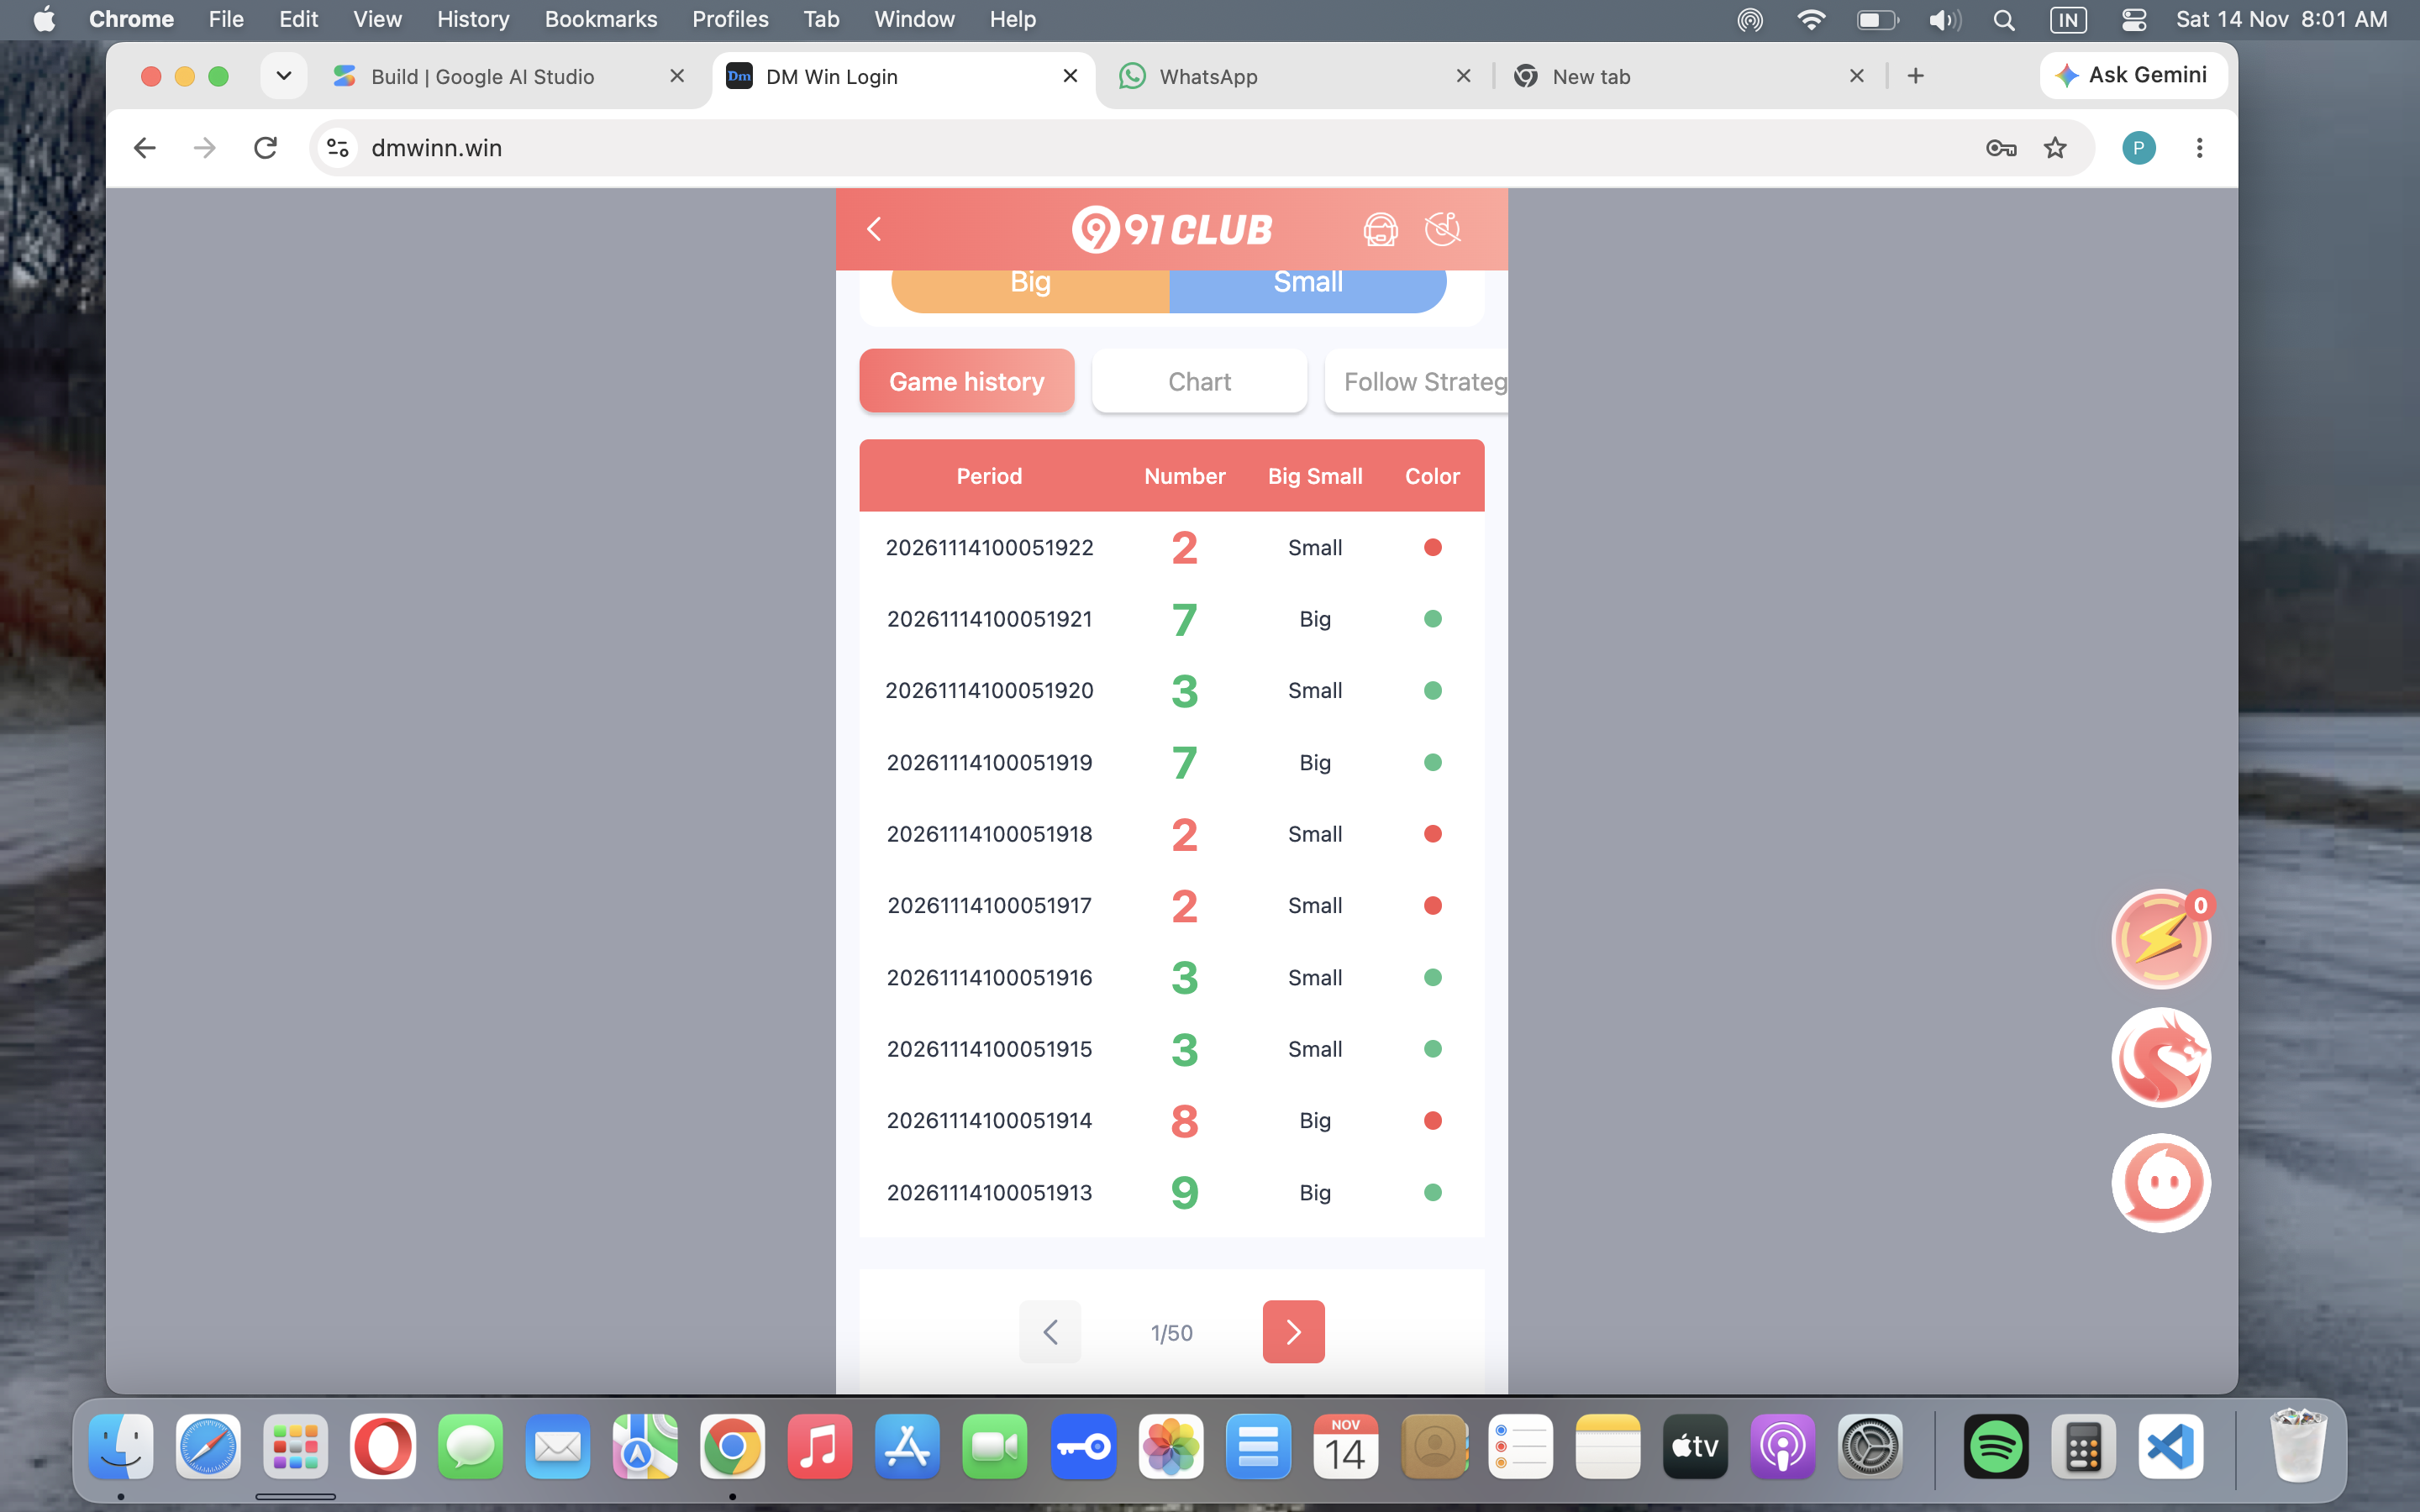 Chrome File Edit View History Bookmarks Profiles Tab Window Help IN Sat 14 Nov 8:01 AM
Build | Google AI Studio Dm DM Win Login WhatsApp New tab Ask Gemini
dmwinn.win P
91 CLUB
Big Small
Game history Chart Follow Strateg
Period Number Big Small Color
20261114100051922 2 Small
20261114100051921 7 Big
20261114100051920 3 Small
20261114100051919 7 Big
20261114100051918 2 Small
20261114100051917 2 Small
0
20261114100051916 3 Small
20261114100051915 3 Small
20261114100051914 8 Big
20261114100051913 9 Big
1/50
NOV
14
tv